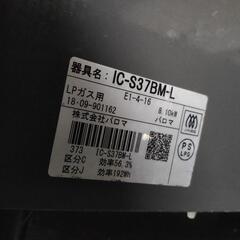 器具名：IC-S37BM-L
LPガス用 E1-4-16 8.10kW
18·09-901162 パロマ
株式会社パロマ
PS
LPG
373 IC-S37BM-L
区分C 効率56.3%
区分J 効率192Wh